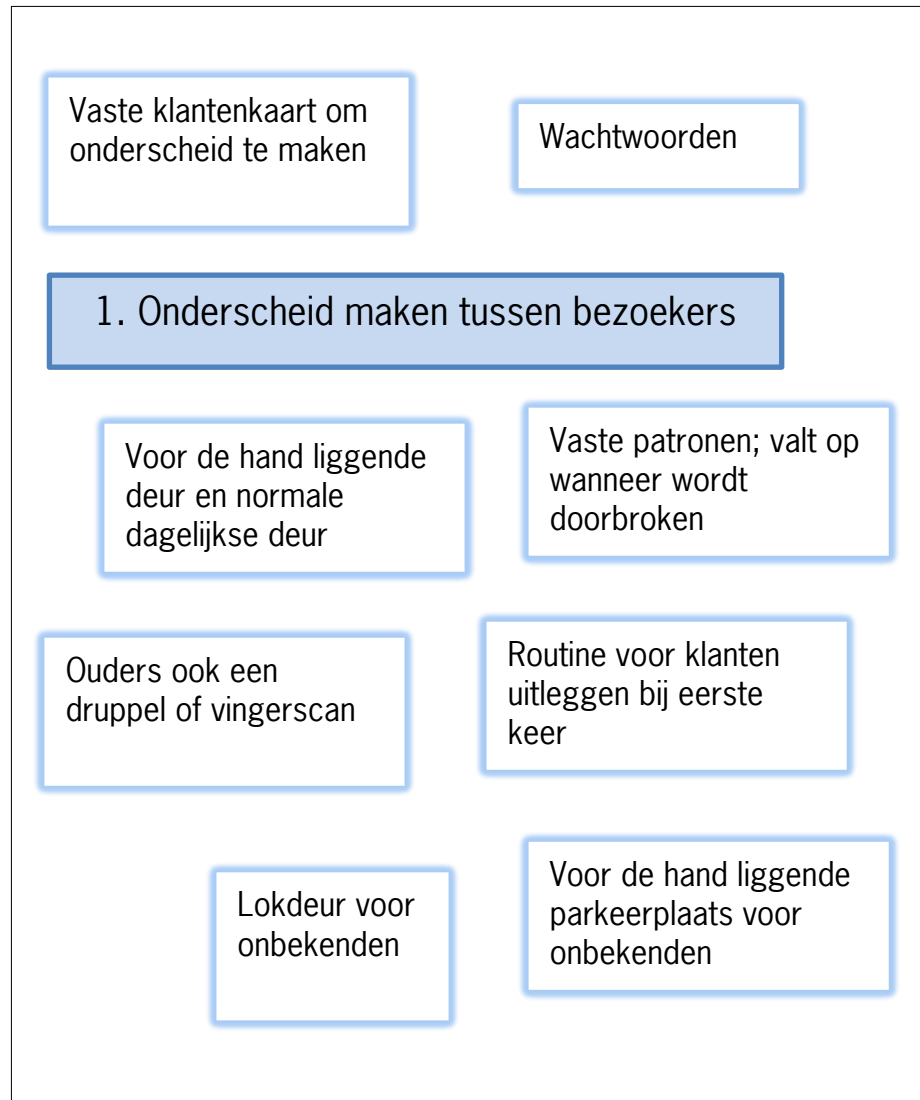 Vaste klantenkaart om
onderscheid te maken
Wachtwoorden
1. Onderscheid maken tussen bezoekers
Voor de hand liggende
deur en normale
dagelijkse deur
Vaste patronen; valt op
wanneer wordt
doorbroken
Ouders ook een
druppel of vingerscan
Routine voor klanten
uitleggen bij eerste
keer
Lokdeur voor
onbekenden
Voor de hand liggende
parkeerplaats voor
onbekenden